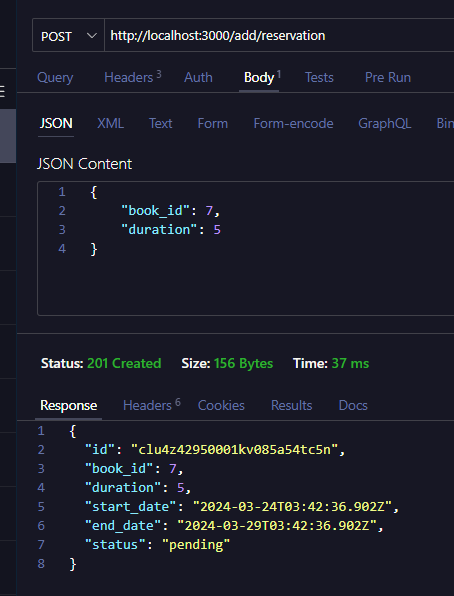 POST http://localhost:3000/add/reservation
Query Headers 3 Auth Body 1 Tests Pre Run
JSON XML Text Form Form-encode GraphQL Bin
JSON Content
1 {
2 "book_id": 7,
3 "duration": 5
4 }
Status: 201 Created Size: 156 Bytes Time: 37 ms
Response Headers 6 Cookies Results Docs
1 {
2 "id": "clu4z42950001kv085a54tc5n",
3 "book_id": 7,
4 "duration": 5,
5 "start_date": "2024-03-24T03:42:36.902Z",
6 "end_date": "2024-03-29T03:42:36.902Z",
7 "status": "pending"
8 }